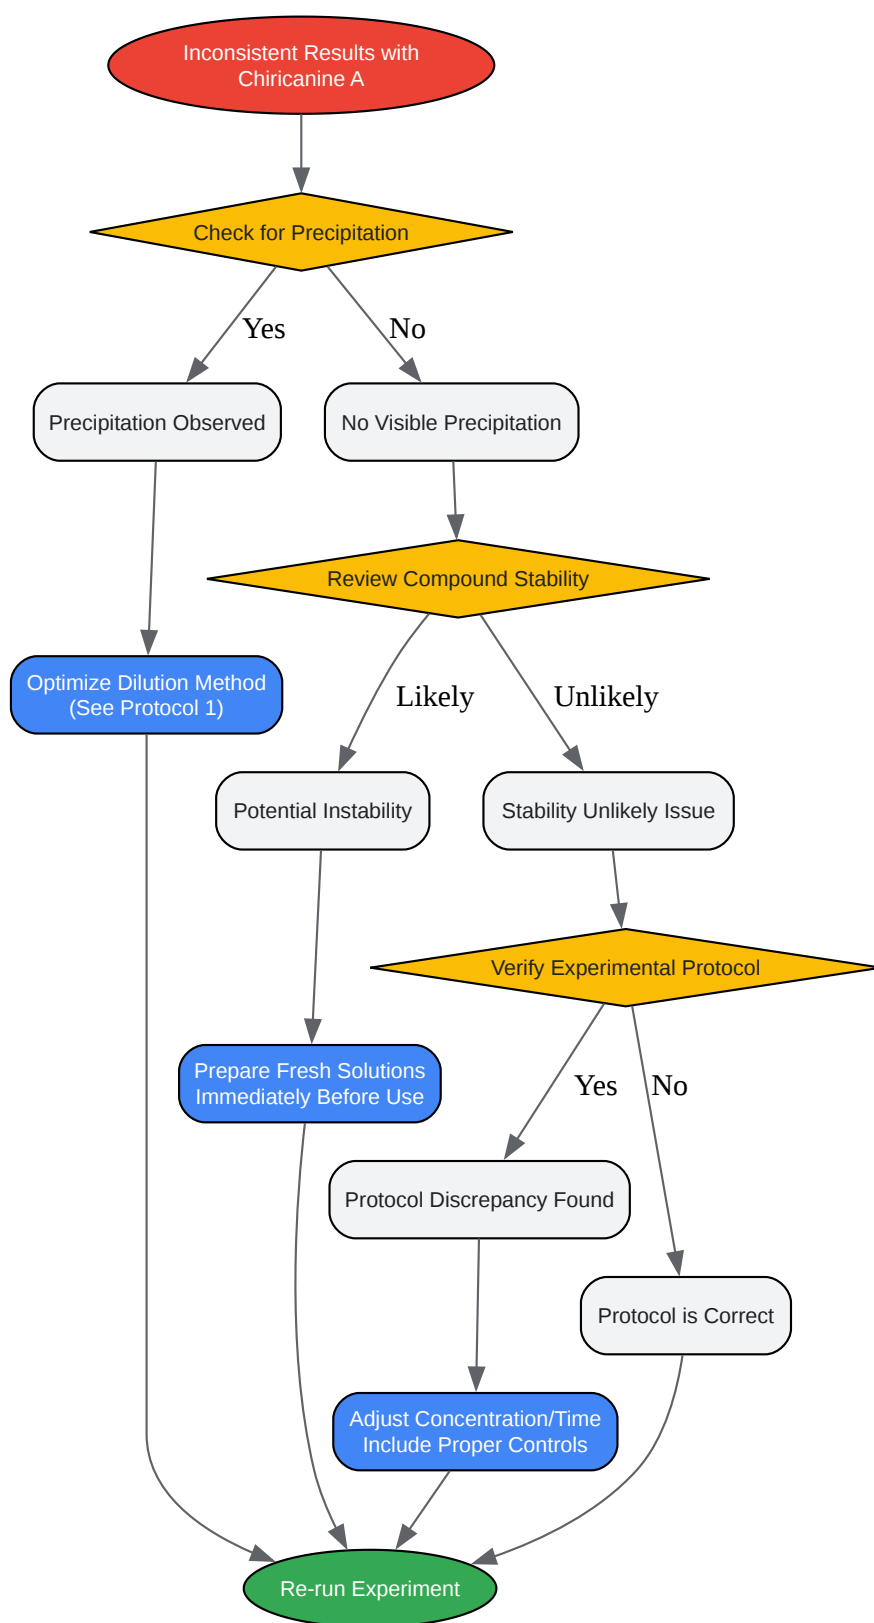 Inconsistent Results with
Chiricanine A
Check for Precipitation
Yes
No
Precipitation Observed
No Visible Precipitation
Review Compound Stability
Optimize Dilution Method
(See Protocol 1)
Likely
Unlikely
Potential Instability
Stability Unlikely Issue
Verify Experimental Protocol
Prepare Fresh Solutions
Immediately Before Use
Yes
No
Protocol Discrepancy Found
Protocol is Correct
Adjust Concentration/Time
Include Proper Controls
Re-run Experiment